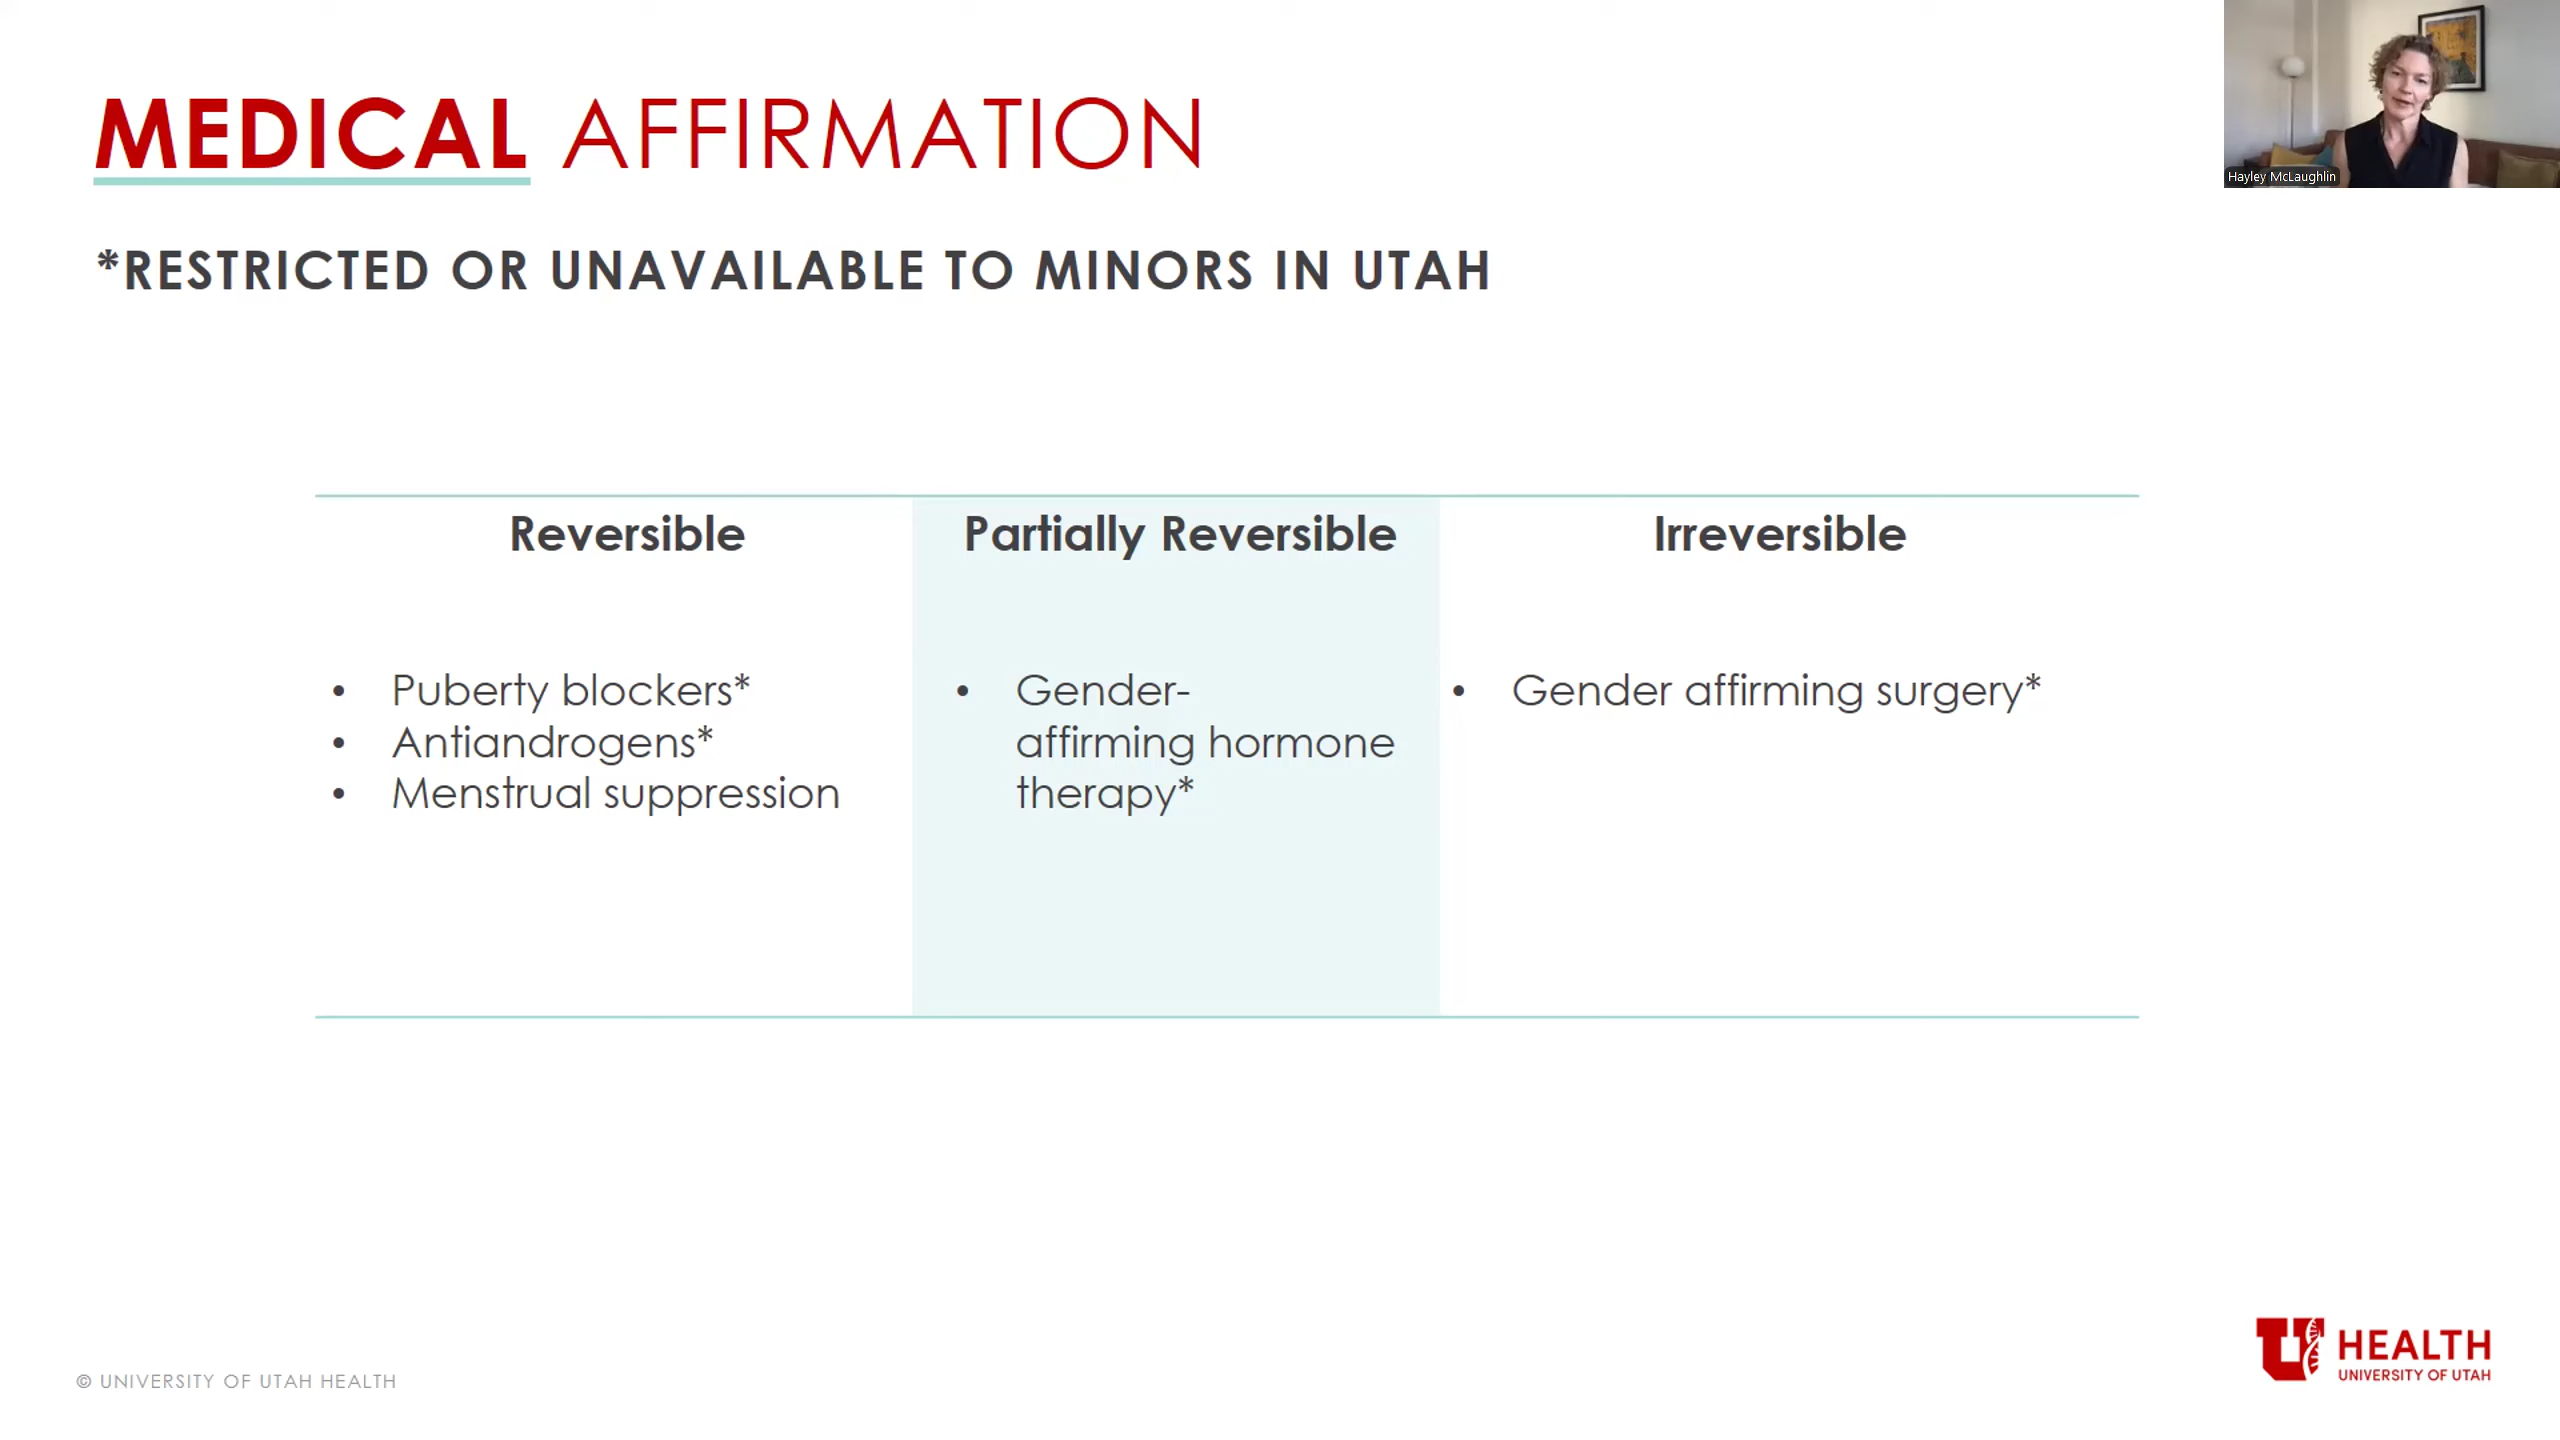 MEDICAL AFFIRMATION
Hayley McLaughlin
*RESTRICTED OR UNAVAILABLE TO MINORS IN UTAH
Reversible
• Puberty blockers*
• Antiandrogens*
• Menstrual suppression
Partially Reversible
• Gender-
affirming hormone
therapy*
Irreversible
• Gender affirming surgery*
© UNIVERSITY OF UTAH HEALTH
U HEALTH
UNIVERSITY OF UTAH